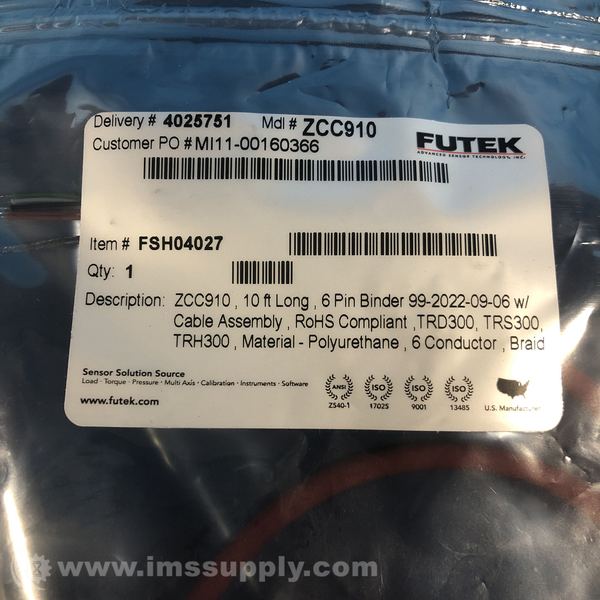 Delivery # 4025751 Mdl # ZCC910
FUTEK
ADVANCED SENSOR TECHNOLOGY, INC.
Customer PO # MI11-00160366
Item # FSH04027
Qty: 1
Description: ZCC910 , 10 ft Long , 6 Pin Binder 99-2022-09-06 w/
Cable Assembly , RoHS Compliant ,TRD300, TRS300,
TRH300 , Material - Polyurethane , 6 Conductor , Braid
Sensor Solution Source
Load · Torque · Pressure · Multi Axis · Calibration · Instruments · Software
www.futek.com
ANSI
Z540-1
ISO
17025
ISO
9001
ISO
13485
U.S. Manufacturer
www.imssupply.com